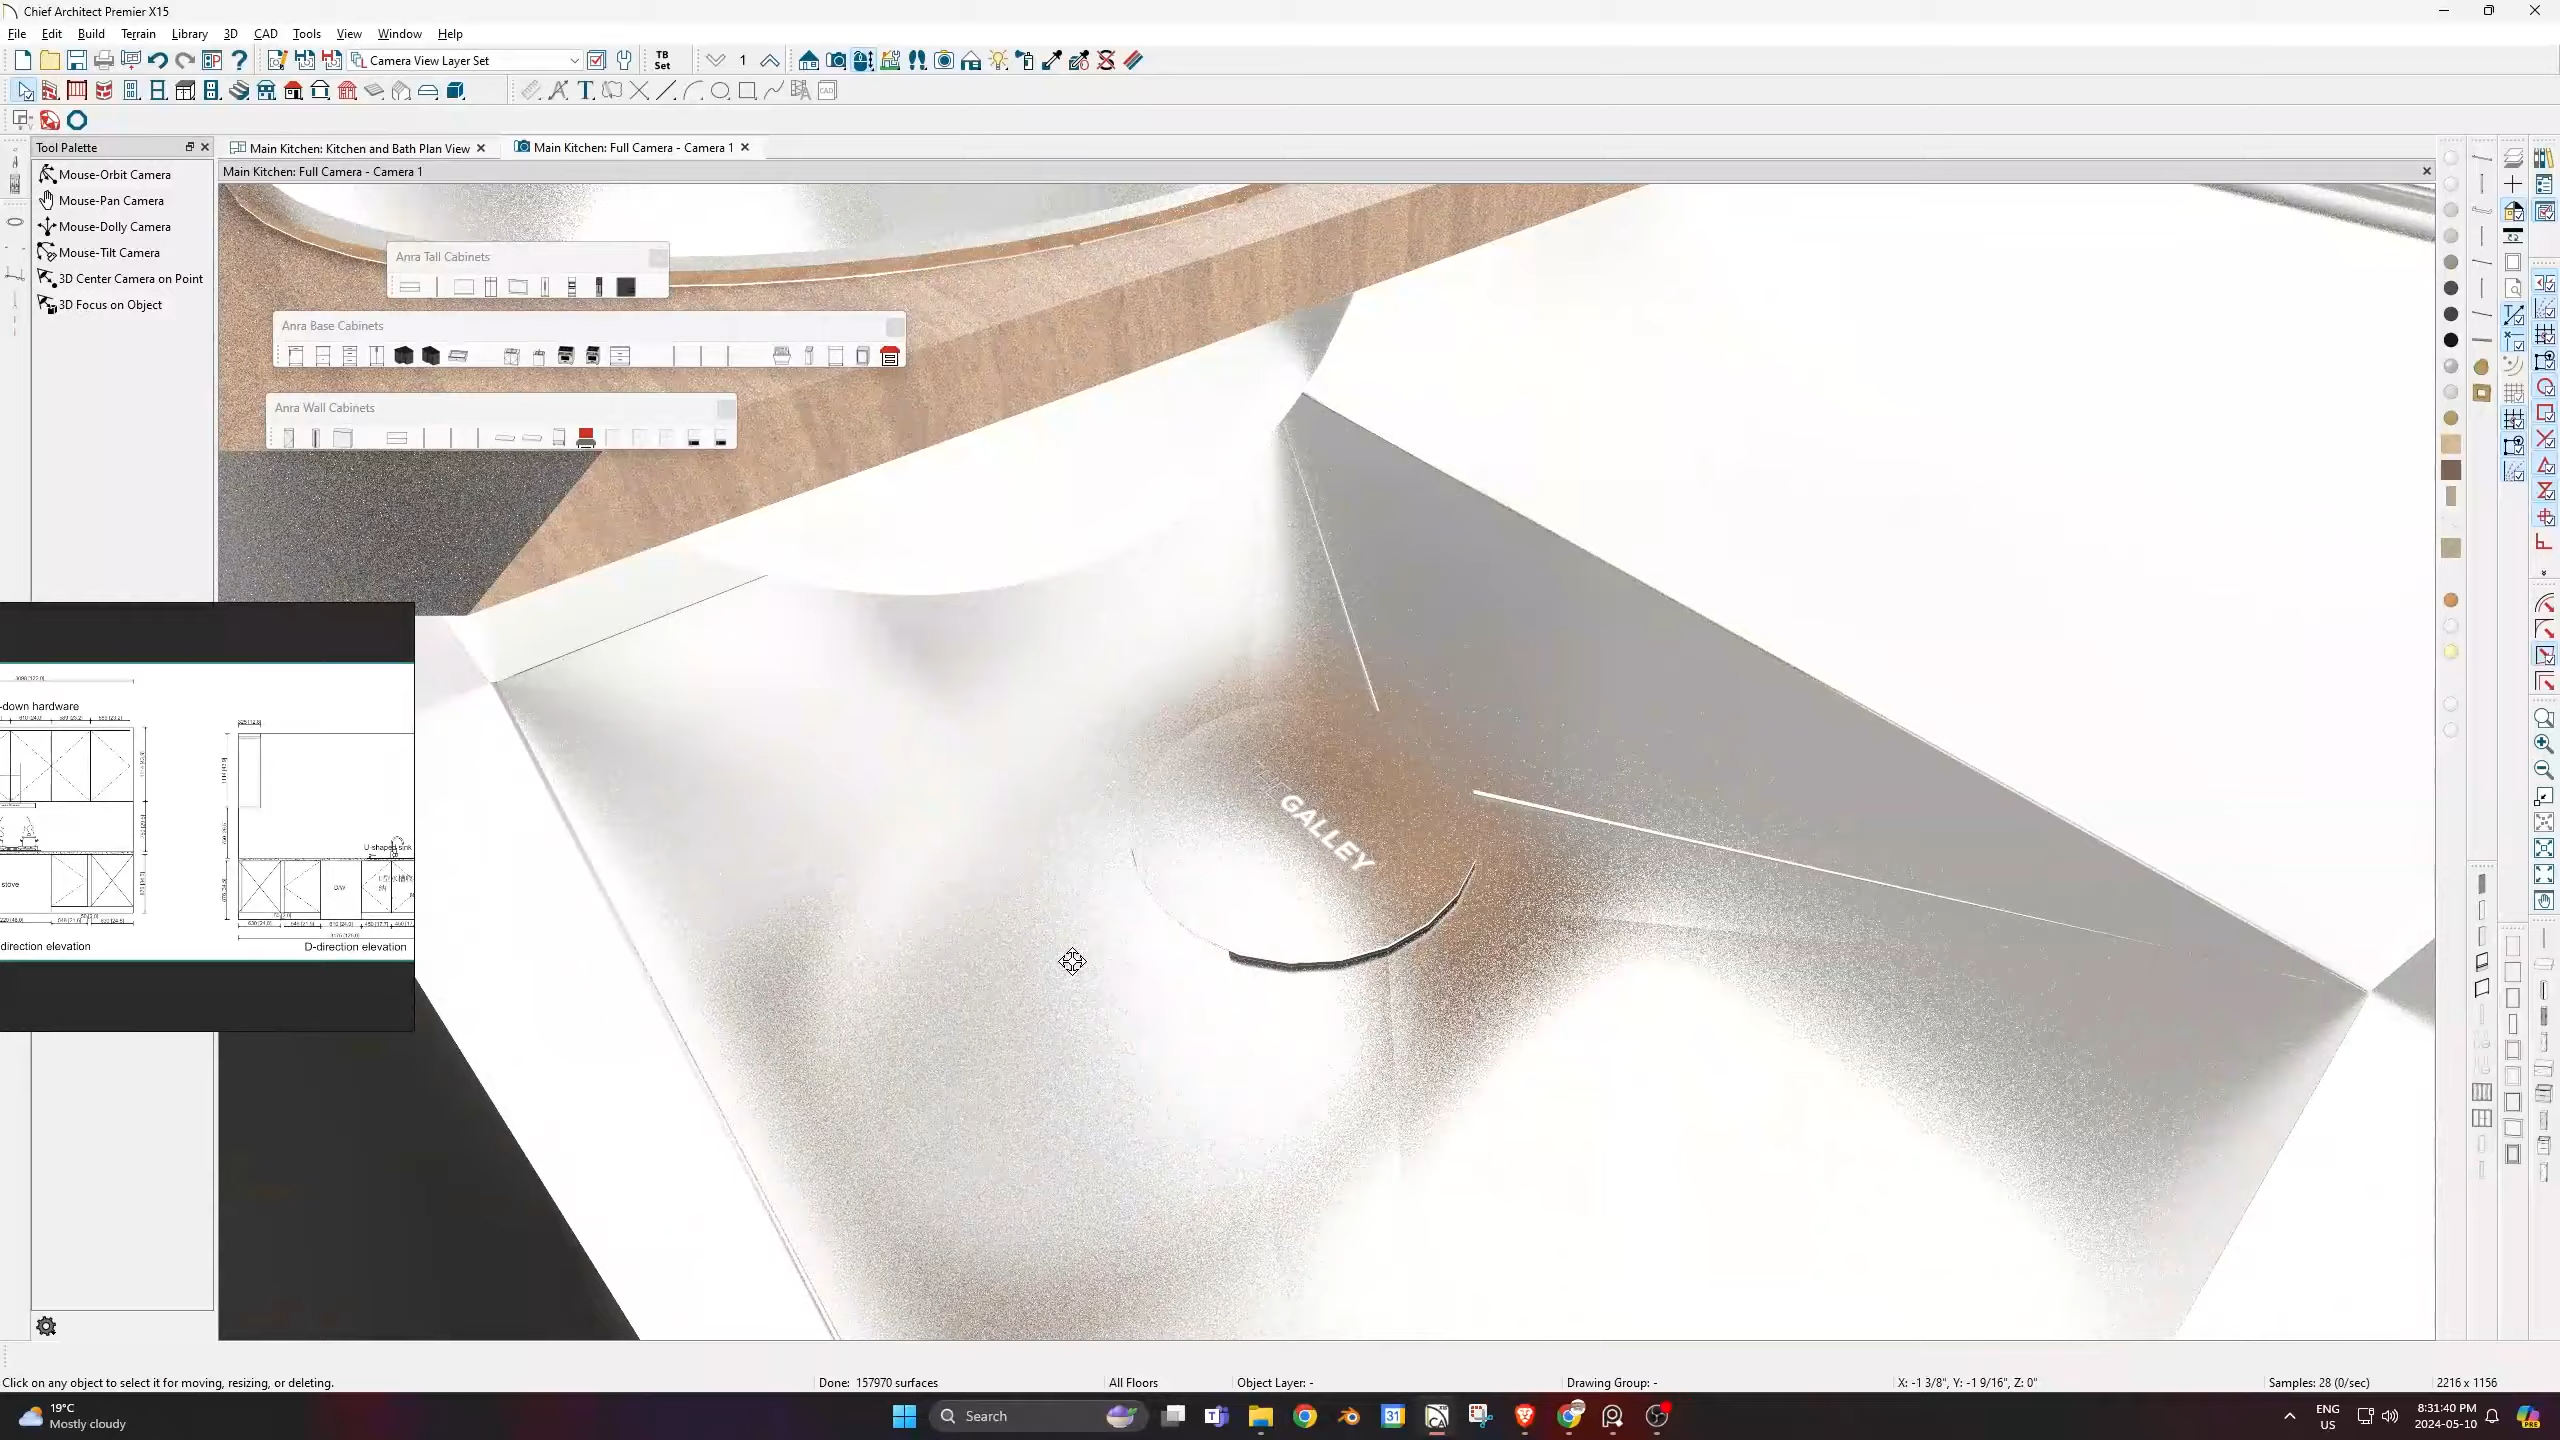 Chief Architect Premier X15
File Edit Build Terrain Library 3D CAD Tools View Window Help
Camera View Layer Set
TB Set
1
Tool Palette
Main Kitchen: Kitchen and Bath Plan View
Main Kitchen: Full Camera - Camera 1
Main Kitchen: Full Camera - Camera 1
Mouse-Orbit Camera
Mouse-Pan Camera
Mouse-Dolly Camera
Mouse-Tilt Camera
3D Center Camera on Point
3D Focus on Object
Anra Tall Cabinets
Anra Base Cabinets
Anra Wall Cabinets
-down hardware
U-shaped sink
stove
D/W
direction elevation
D-direction elevation
GALLEY
Click on any object to select it for moving, resizing, or deleting.
Done: 157970 surfaces
All Floors
Object Layer: -
Drawing Group: -
X: -1 3/8", Y: -1 9/16", Z: 0"
Samples: 28 (0/sec)
2216 x 1156
19°C
Mostly cloudy
Search
31
ENG
US
8:31:40 PM
2024-05-10